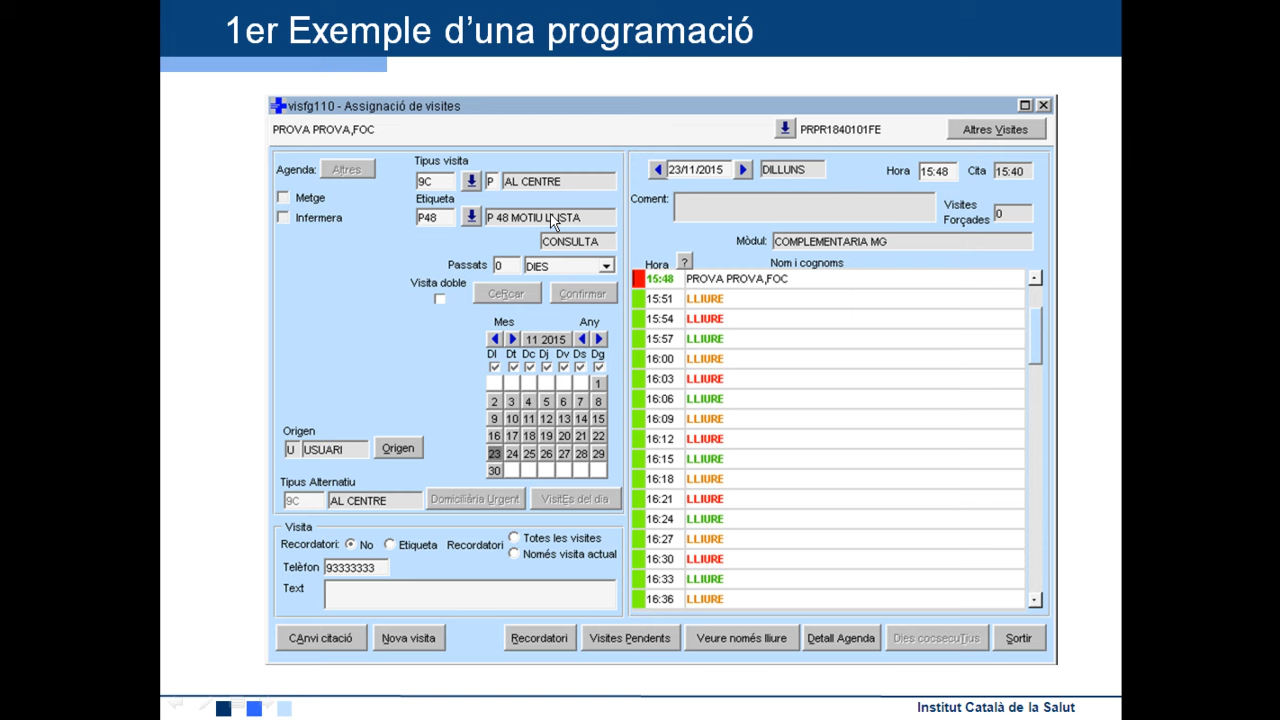 1er Exemple d’una programació
visfg110 - Assignació de visites
PROVA PROVA,FOC
PRPR1840101FE
Altres Visites
Agenda: Altres
Metge
Infermera
Tipus visita
9C P AL CENTRE
Etiqueta
P48 P 48 MOTIU LLISTA
CONSULTA
Passats 0 DIES
Visita doble
CeRcar Confirmar
Mes Any
11 2015
Dl Dt Dc Dj Dv Ds Dg
1
2 3 4 5 6 7 8
9 10 11 12 13 14 15
16 17 18 19 20 21 22
23 24 25 26 27 28 29
30
Origen
U USUARI Origen
Tipus Alternatiu
9C AL CENTRE Domiciliària Urgent VisitEs del dia
Visita
Recordatori: No Etiqueta Recordatori Totes les visites
Només visita actual
Telèfon 93333333
Text
23/11/2015 DILLUNS Hora 15:48 Cita 15:40
Coment:
Visites
Forçades 0
Mòdul: COMPLEMENTARIA MG
Hora ? Nom i cognoms
15:48 PROVA PROVA,FOC
15:51 LLIURE
15:54 LLIURE
15:57 LLIURE
16:00 LLIURE
16:03 LLIURE
16:06 LLIURE
16:09 LLIURE
16:12 LLIURE
16:15 LLIURE
16:18 LLIURE
16:21 LLIURE
16:24 LLIURE
16:27 LLIURE
16:30 LLIURE
16:33 LLIURE
16:36 LLIURE
CAnvi citació Nova visita Recordatori Visites Pendents Veure només lliure Detall Agenda Dies cocsecuTius Sortir
Institut Català de la Salut